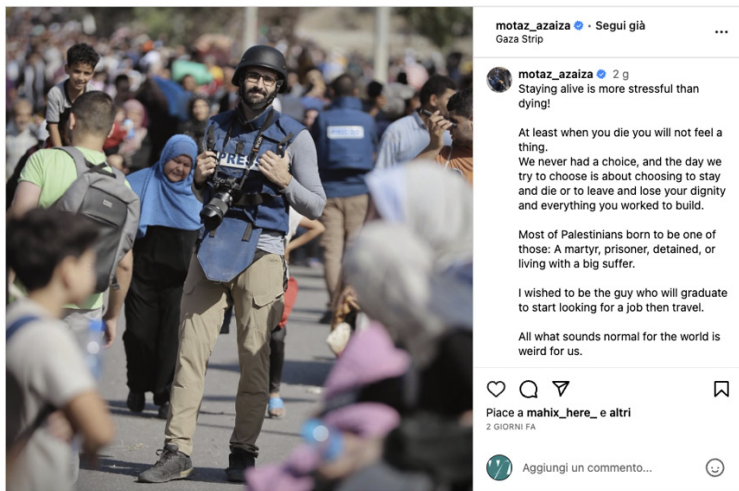 motaz_azaiza • Segui già
Gaza Strip
PRESS
motaz_azaiza 2 g
Staying alive is more stressful than
dying!
At least when you die you will not feel a
thing.
We never had a choice, and the day we
try to choose is about choosing to stay
and die or to leave and lose your dignity
and everything you worked to build.
Most of Palestinians born to be one of
those: A martyr, prisoner, detained, or
living with a big suffer.
I wished to be the guy who will graduate
to start looking for a job then travel.
All what sounds normal for the world is
weird for us.
Piace a mahix_here_ e altri
2 GIORNI FA
Aggiungi un commento...